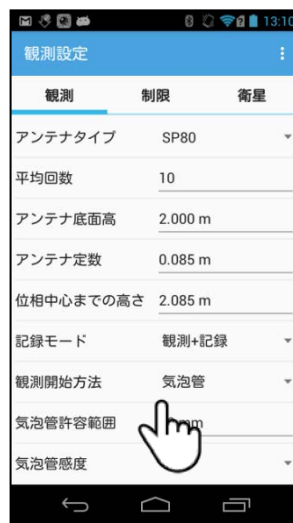 13:10
観測設定
観測 制限 衛星
アンテナタイプ SP80
平均回数 10
アンテナ底面高 2.000 m
アンテナ定数 0.085 m
位相中心までの高さ 2.085 m
記録モード 観測+記録
観測開始方法 気泡管
気泡管許容範囲 mm
気泡管感度